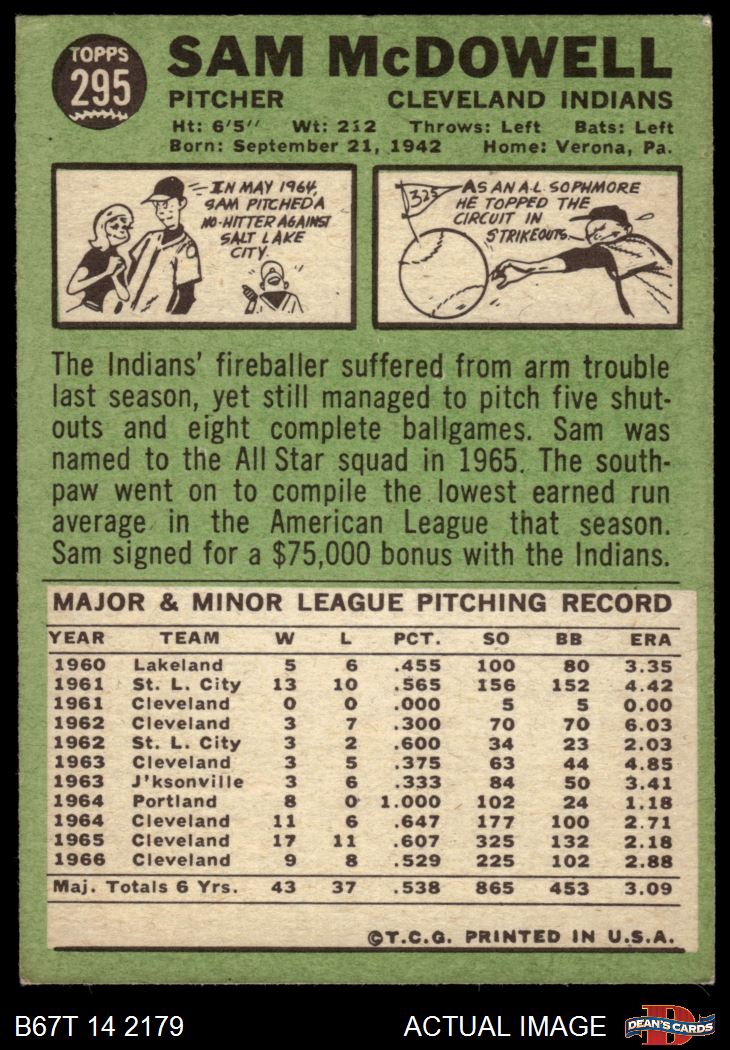 TOPPS
295
SAM McDOWELL
PITCHER CLEVELAND INDIANS
Ht: 6'5'' Wt: 212 Throws: Left Bats: Left
Born: September 21, 1942 Home: Verona, Pa.
IN MAY 1964,
SAM PITCHED A
NO-HITTER AGAINST
SALT LAKE
CITY.
325
AS AN A.L. SOPHMORE
HE TOPPED THE
CIRCUIT IN
STRIKEOUTS.
The Indians' fireballer suffered from arm trouble
last season, yet still managed to pitch five shut-
outs and eight complete ballgames. Sam was
named to the All Star squad in 1965. The south-
paw went on to compile the lowest earned run
average in the American League that season.
Sam signed for a $75,000 bonus with the Indians.
MAJOR & MINOR LEAGUE PITCHING RECORD
YEAR TEAM W L PCT. SO BB ERA
1960 Lakeland 5 6 .455 100 80 3.35
1961 St. L. City 13 10 .565 156 152 4.42
1961 Cleveland 0 0 .000 5 5 0.00
1962 Cleveland 3 7 .300 70 70 6.03
1962 St. L. City 3 2 .600 34 23 2.03
1963 Cleveland 3 5 .375 63 44 4.85
1963 J'ksonville 3 6 .333 84 50 3.41
1964 Portland 8 0 1.000 102 24 1.18
1964 Cleveland 11 6 .647 177 100 2.71
1965 Cleveland 17 11 .607 325 132 2.18
1966 Cleveland 9 8 .529 225 102 2.88
Maj. Totals 6 Yrs. 43 37 .538 865 453 3.09
©T.C.G. PRINTED IN U.S.A.
B67T 14 2179 ACTUAL IMAGE
D
DEAN'S CARDS